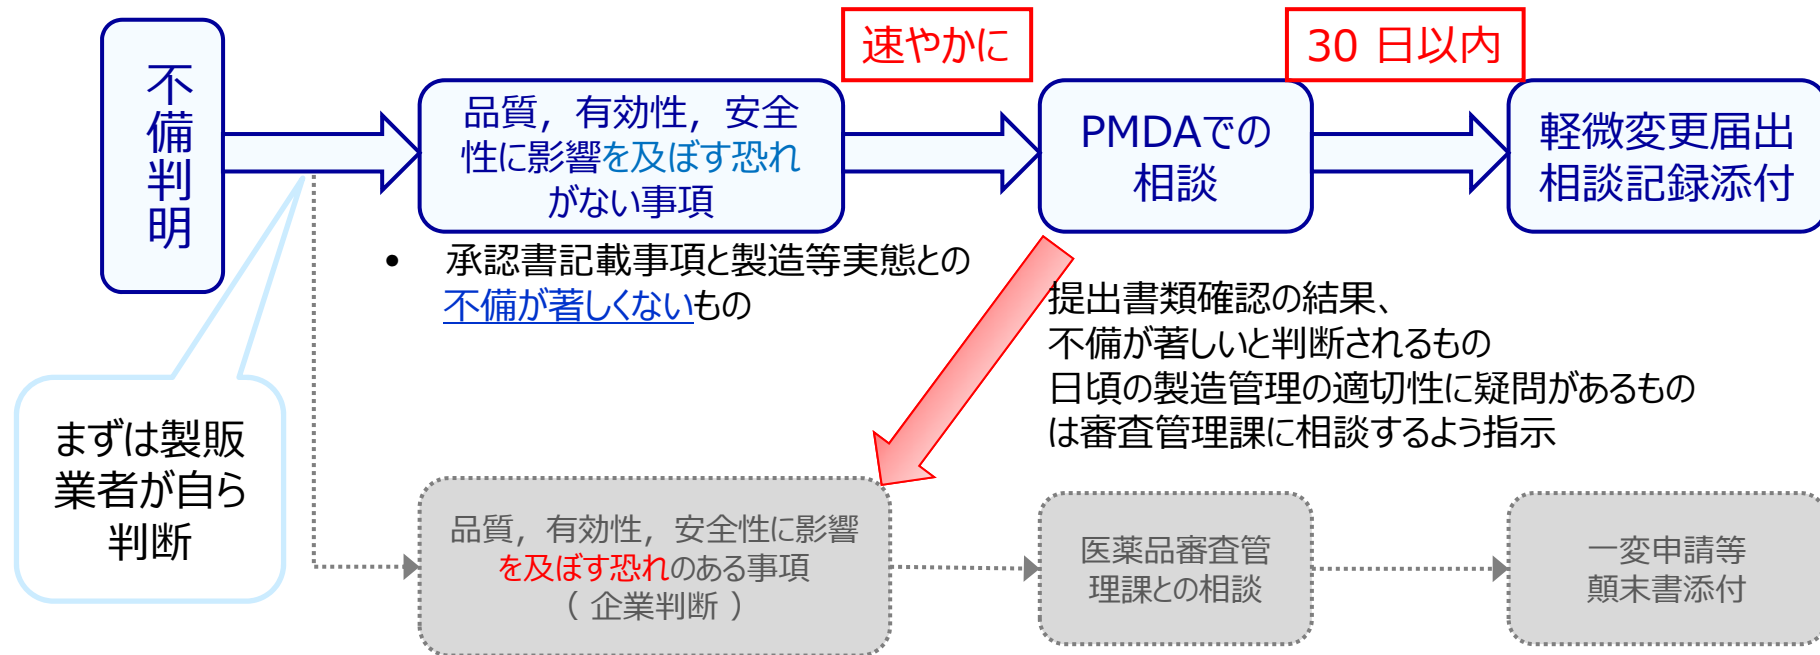 速やかに
30 日以内
不備判明
品質，有効性，安全
性に影響を及ぼす恐れ
がない事項
PMDAでの
相談
軽微変更届出
相談記録添付
• 承認書記載事項と製造等実態との
不備が著しくないもの
提出書類確認の結果、
不備が著しいと判断されるもの
日頃の製造管理の適切性に疑問があるもの
は審査管理課に相談するよう指示
まずは製販
業者が自ら
判断
品質，有効性，安全性に影響
を及ぼす恐れのある事項
（ 企業判断 ）
医薬品審査管
理課との相談
一変申請等
顛末書添付